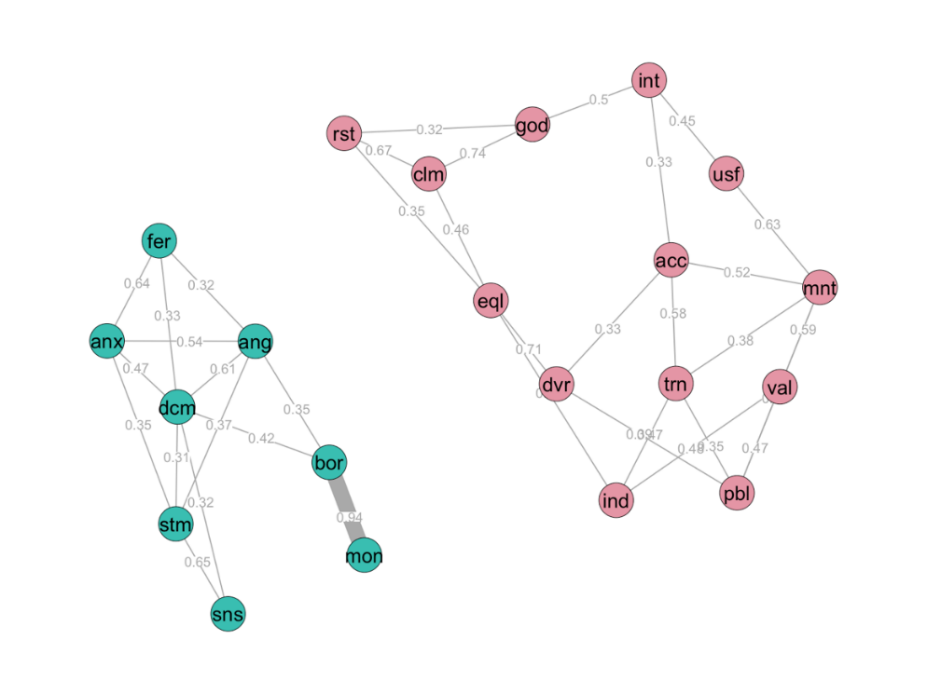 int
0.5
god
0.45
rst
0.32
0.67
0.74
0.33
clm
usf
0.35
0.46
0.63
fer
acc
0.52
0.64
0.32
mnt
eql
0.33
0.58
0.59
0.33
anx
0.54
ang
0.38
0.71
0.47
0.61
dvr
trn
val
dcm
0.35
0.35
0.37
0.42
0.47
0.35
0.47
0.31
bor
0.32
ind
pbl
0.94
stm
mon
0.65
sns